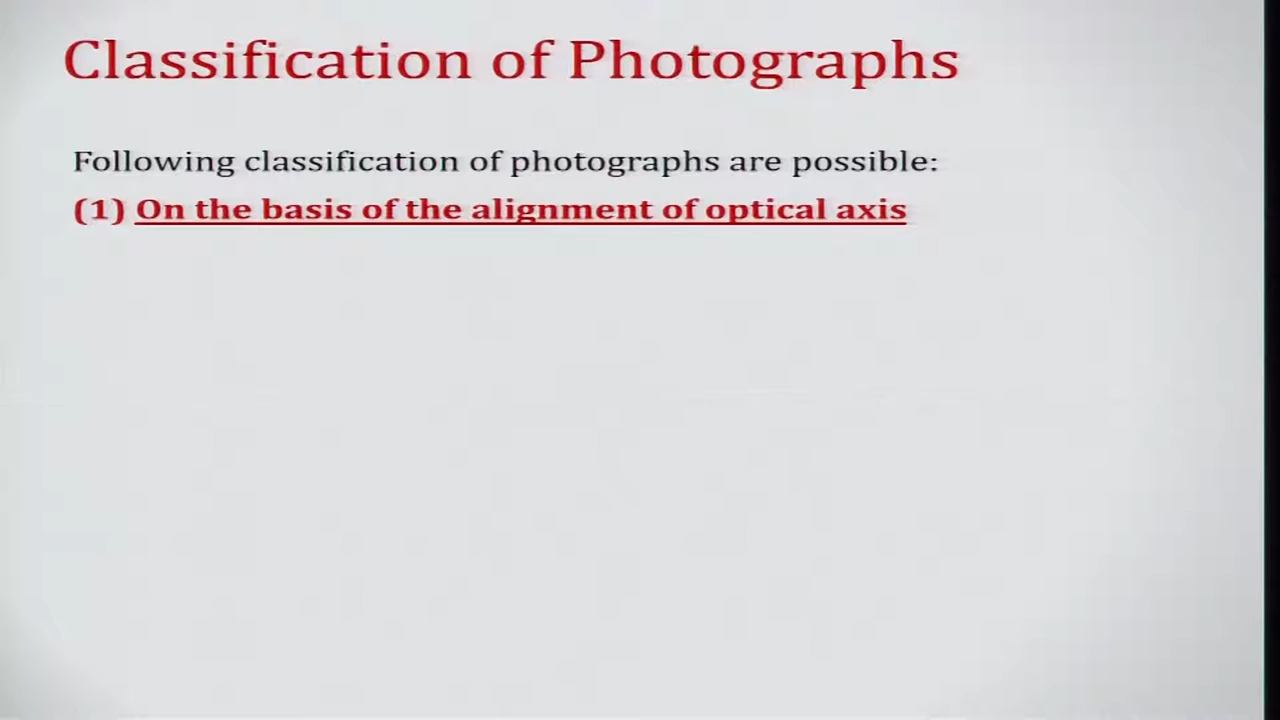 Classification of Photographs
Following classification of photographs are possible:
(1) On the basis of the alignment of optical axis